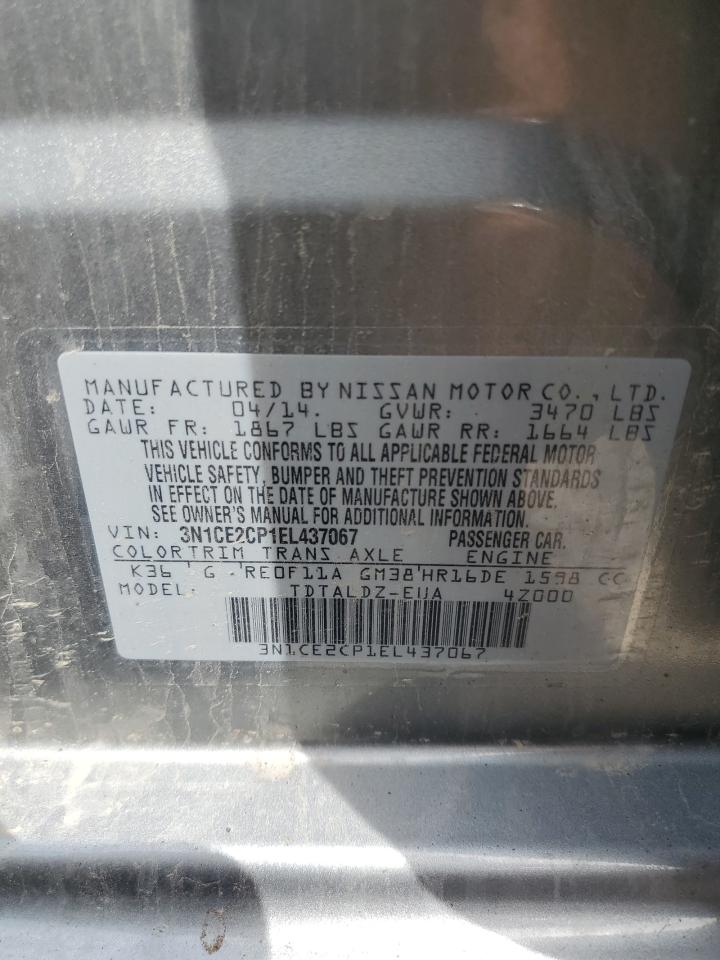 MANUFACTURED BY NISSAN MOTOR CO., LTD.
DATE: 04/14. GVWR: 3470 LBS
GAWR FR: 1867 LBS GAWR RR: 1664 LBS
THIS VEHICLE CONFORMS TO ALL APPLICABLE FEDERAL MOTOR
VEHICLE SAFETY, BUMPER AND THEFT PREVENTION STANDARDS
IN EFFECT ON THE DATE OF MANUFACTURE SHOWN ABOVE.
SEE OWNER'S MANUAL FOR ADDITIONAL INFORMATION.
VIN: 3N1CE2CP1EL437067 PASSENGER CAR.
COLOR TRIM TRANS AXLE ENGINE
K36 G RE0F11A GM38 HR16DE 1598 CC
MODEL: TDTALDZ-EUA 4Z000
3N1CE2CP1EL437067